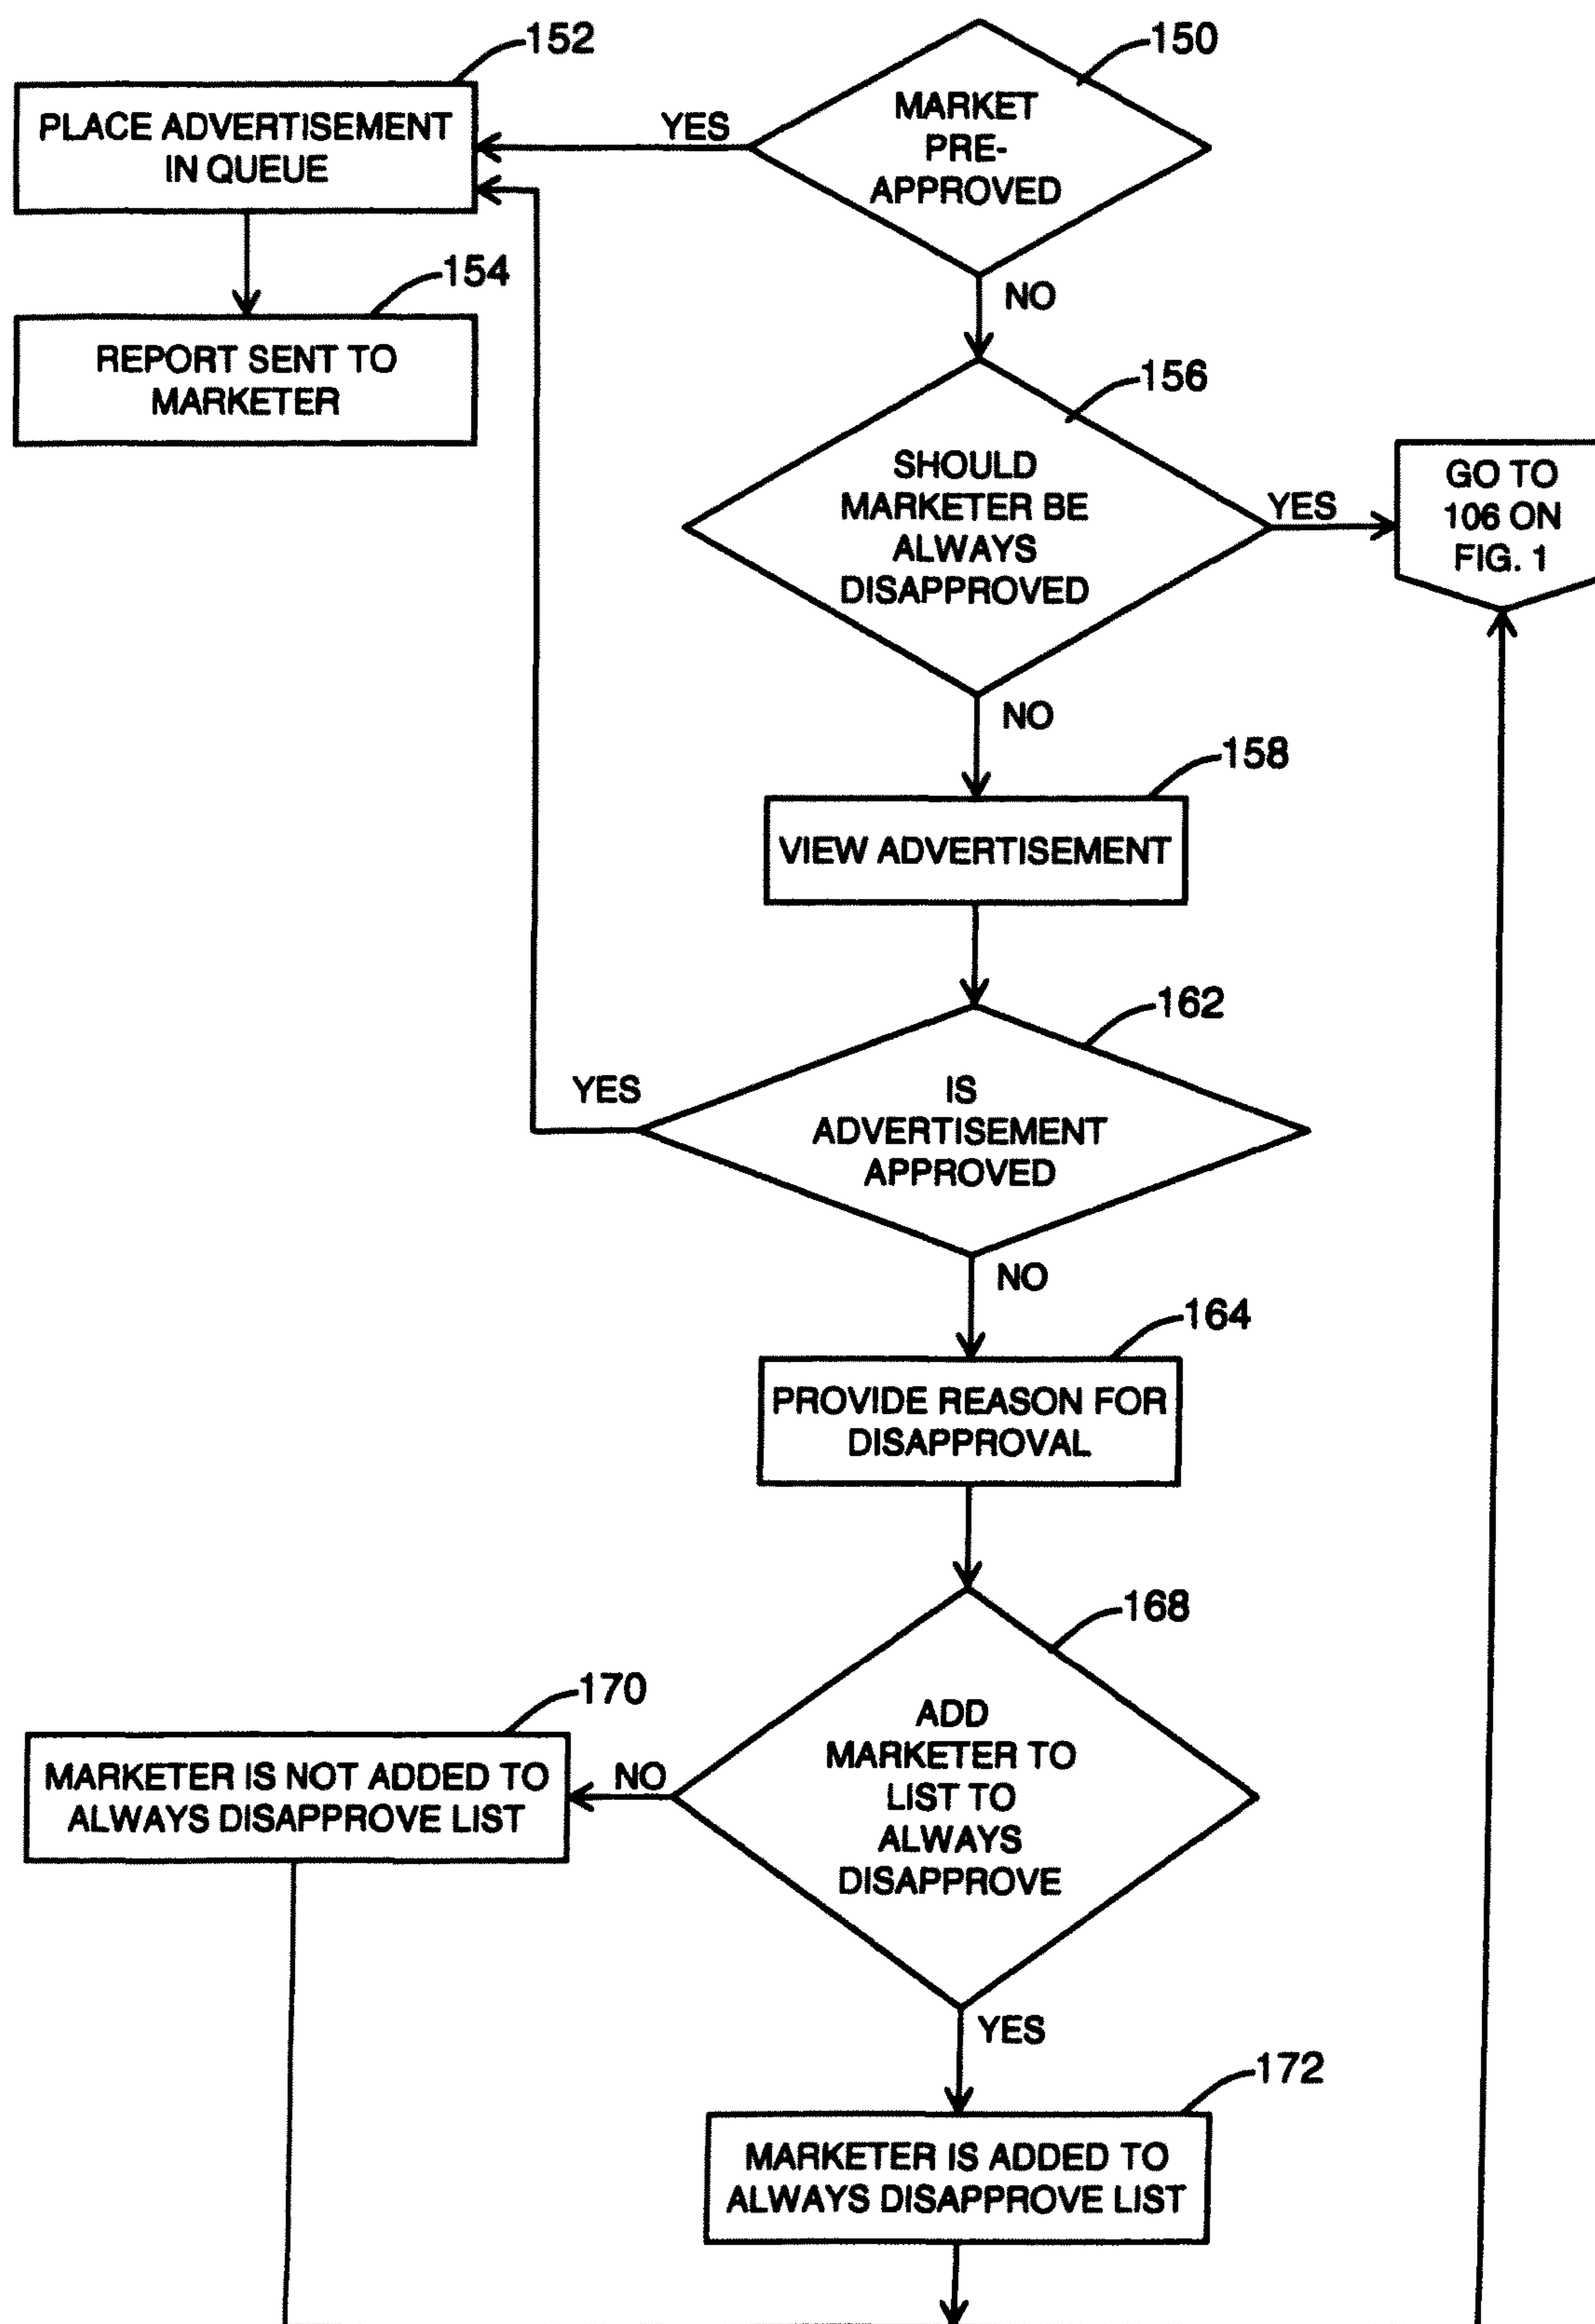 152
PLACE ADVERTISEMENT
IN QUEUE
YES
150
MARKET
PRE-
APPROVED
NO
154
REPORT SENT TO
MARKETER
156
SHOULD
MARKETER BE
ALWAYS
DISAPPROVED
YES
GO TO
106 ON
FIG. 1
NO
158
VIEW ADVERTISEMENT
162
YES
IS
ADVERTISEMENT
APPROVED
NO
164
PROVIDE REASON FOR
DISAPPROVAL
168
ADD
MARKETER TO
LIST TO
ALWAYS
DISAPPROVE
NO
170
MARKETER IS NOT ADDED TO
ALWAYS DISAPPROVE LIST
YES
172
MARKETER IS ADDED TO
ALWAYS DISAPPROVE LIST